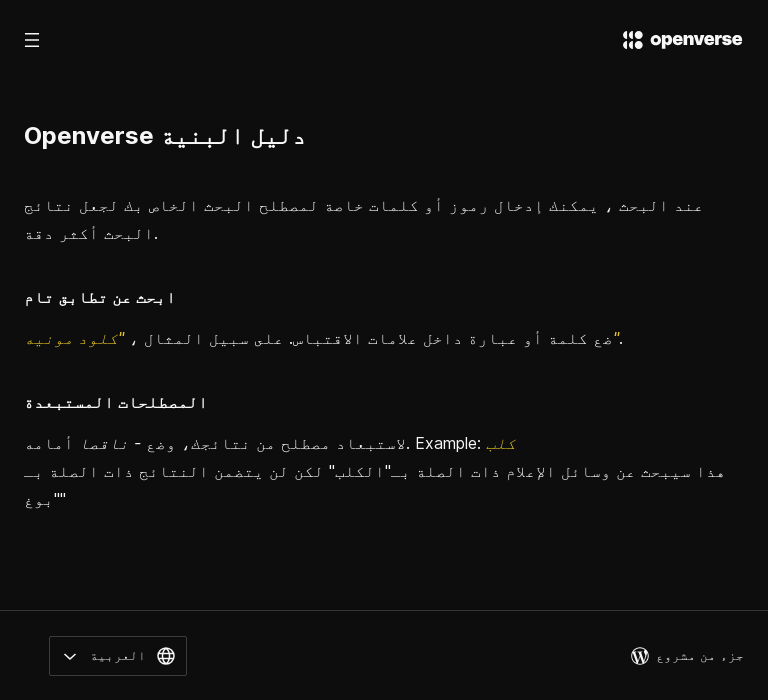 openverse
Openverse دليل البنية
عند البحث ، يمكنك إدخال رموز أو كلمات خاصة لمصطلح البحث الخاص بك لجعل نتائج
البحث أكثر دقة.
ابحث عن تطابق تام
ضع كلمة أو عبارة داخل علامات الاقتباس. على سبيل المثال ، "كلود مونيه".
المصطلحات المستبعدة
لاستبعاد مصطلح من نتائجك، وضع - ناقصا أمامه. Example: كلب
هذا سيبحث عن وسائل الإعلام ذات الصلة بـ"الكلب" لكن لن يتضمن النتائج ذات الصلة بـ
"بوغ"
العربية
جزء من مشروع